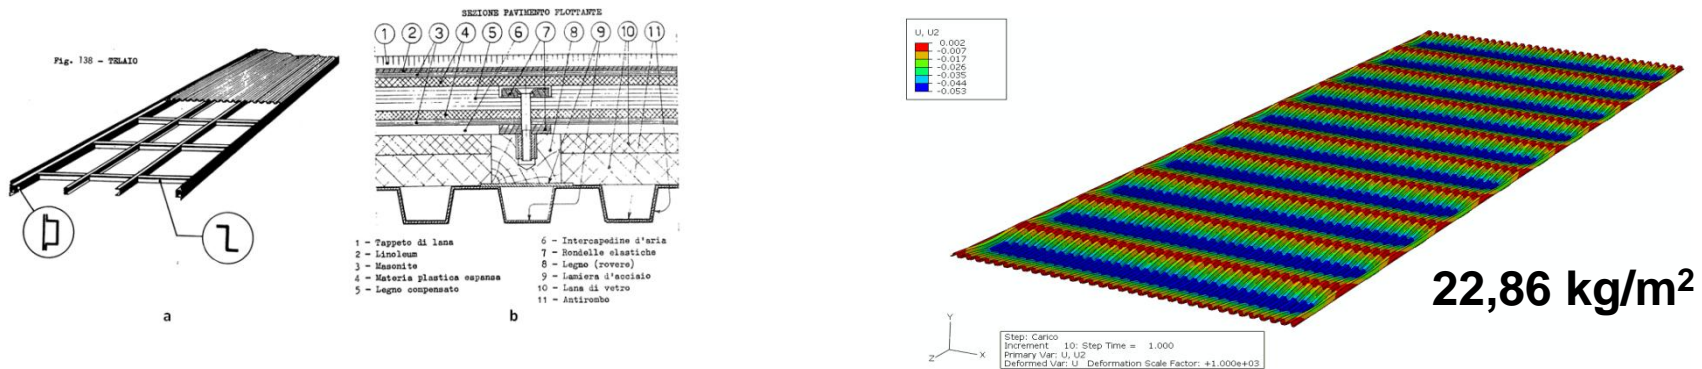 Fig. 138 - TELAIO
a
SEZIONE PAVIMENTO FLOTTANTE
1 2 3 4 5 6 7 8 9 10 11
1 - Tappeto di lana
2 - Linoleum
3 - Masonite
4 - Materia plastica espansa
5 - Legno compensato
6 - Intercapedine d'aria
7 - Rondelle elastiche
8 - Legno (rovere)
9 - Lamiera d'acciaio
10 - Lana di vetro
11 - Antirombo
b
U, U2
0.002
-0.007
-0.017
-0.026
-0.035
-0.044
-0.053
Y
Z
X
Step: Carico
Increment 10: Step Time = 1.000
Primary Var: U, U2
Deformed Var: U Deformation Scale Factor: +1.000e+03
22,86 kg/m²